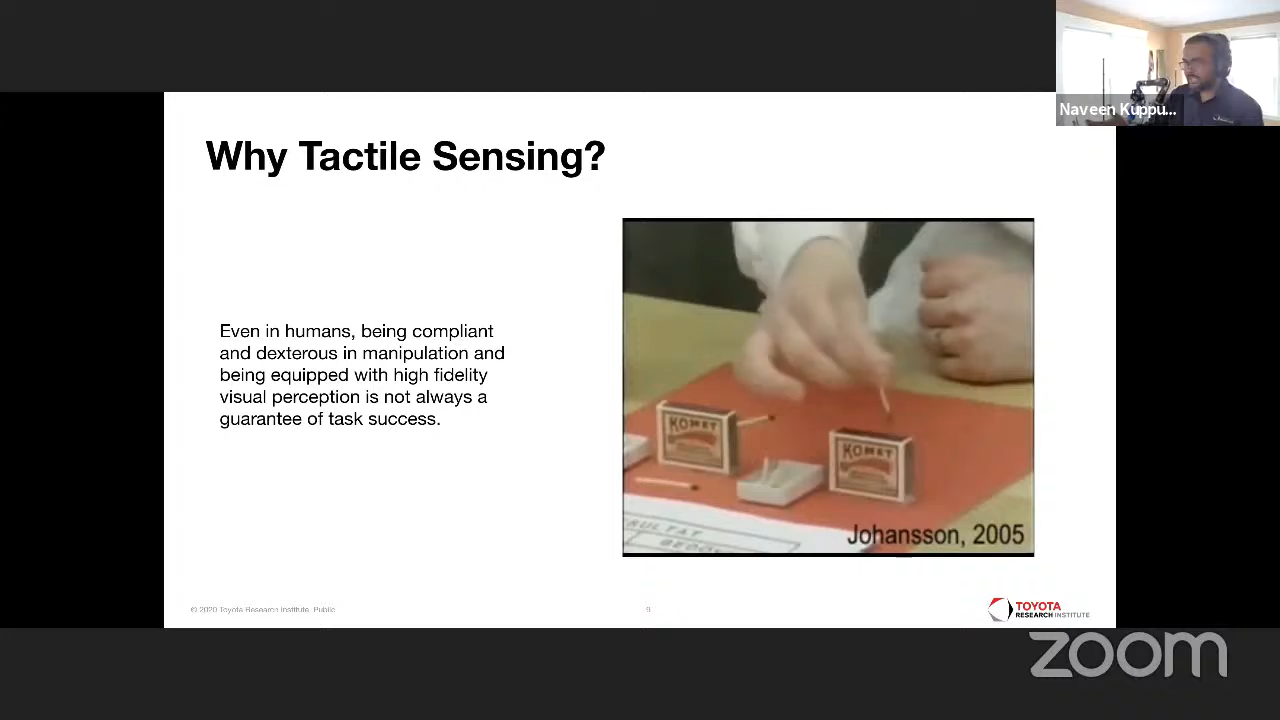 Naveen Kuppu...
Why Tactile Sensing?
Even in humans, being compliant
and dexterous in manipulation and
being equipped with high fidelity
visual perception is not always a
guarantee of task success.
KOMET
KOMET
Johansson, 2005
© 2020 Toyota Research Institute. Public
9
TOYOTA
RESEARCH INSTITUTE
zoom